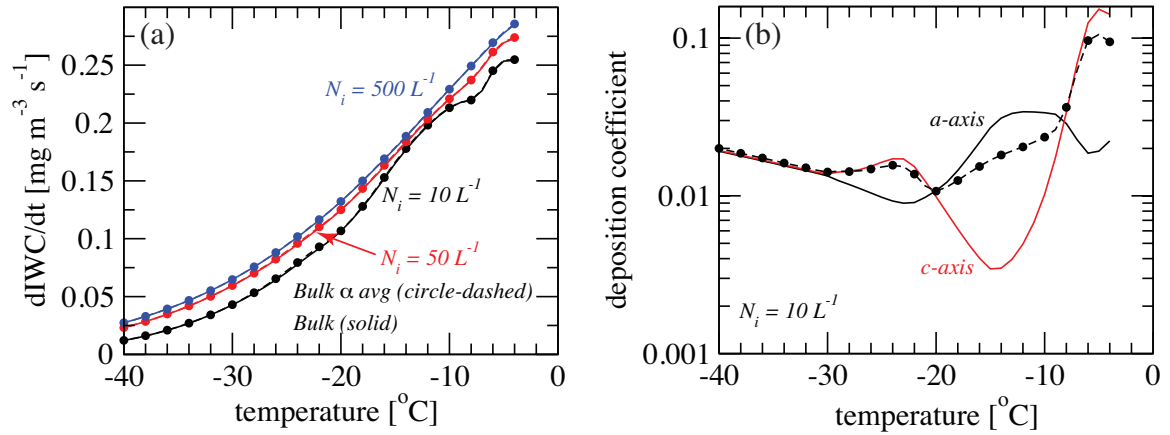 (a)
dIWC/dt [mg m⁻³ s⁻¹]
0.25
0.2
0.15
0.1
0.05
0
Nᵢ = 500 L⁻¹
Nᵢ = 10 L⁻¹
Nᵢ = 50 L⁻¹
Bulk α avg (circle-dashed)
Bulk (solid)
-40 -30 -20 -10 0
temperature [°C]
(b)
deposition coefficient
0.1
0.01
0.001
a-axis
c-axis
Nᵢ = 10 L⁻¹
-40 -30 -20 -10 0
temperature [°C]